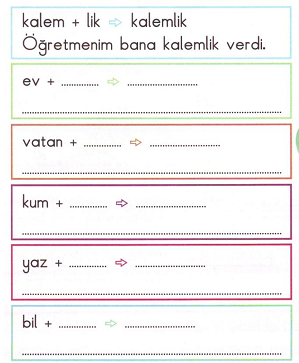 kalem + lik ⇨ kalemlik
Öğretmenim bana kalemlik verdi.
ev + .............. ⇨ ..........................
................................................................................
vatan + .............. ⇨ ..........................
................................................................................
kum + .............. ⇨ ..........................
................................................................................
yaz + .............. ⇨ ..........................
................................................................................
bil + .............. ⇨ ..........................
................................................................................